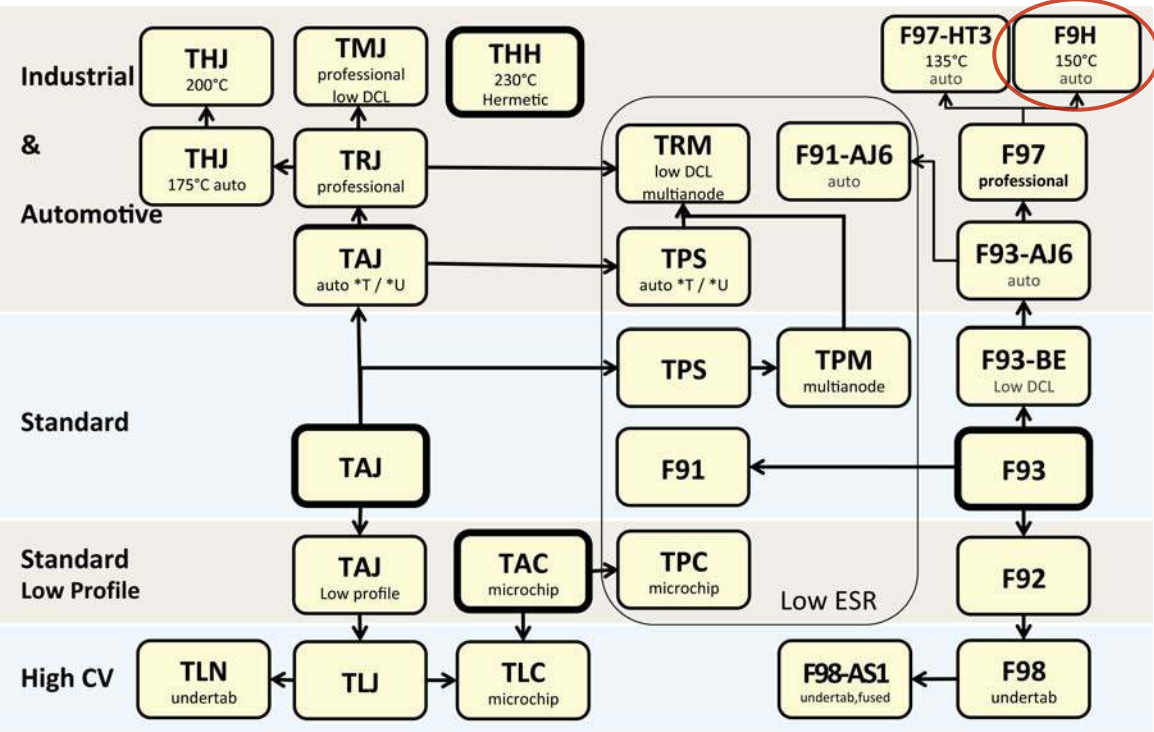 Industrial
&
Automotive
THJ
200°C
TMJ
professional
low DCL
THH
230°C
Hermetic
F97-HT3
135°C
auto
F9H
150°C
auto
THJ
175°C auto
TRJ
professional
TRM
low DCL
multianode
F91-AJ6
auto
F97
professional
TAJ
auto *T / *U
TPS
auto *T / *U
F93-AJ6
auto
Standard
TPS
TPM
multianode
F93-BE
Low DCL
TAJ
F91
F93
Standard
Low Profile
TAJ
Low profile
TAC
microchip
TPC
microchip
Low ESR
F92
High CV
TLN
undertab
TLJ
TLC
microchip
F98-AS1
undertab,fused
F98
undertab